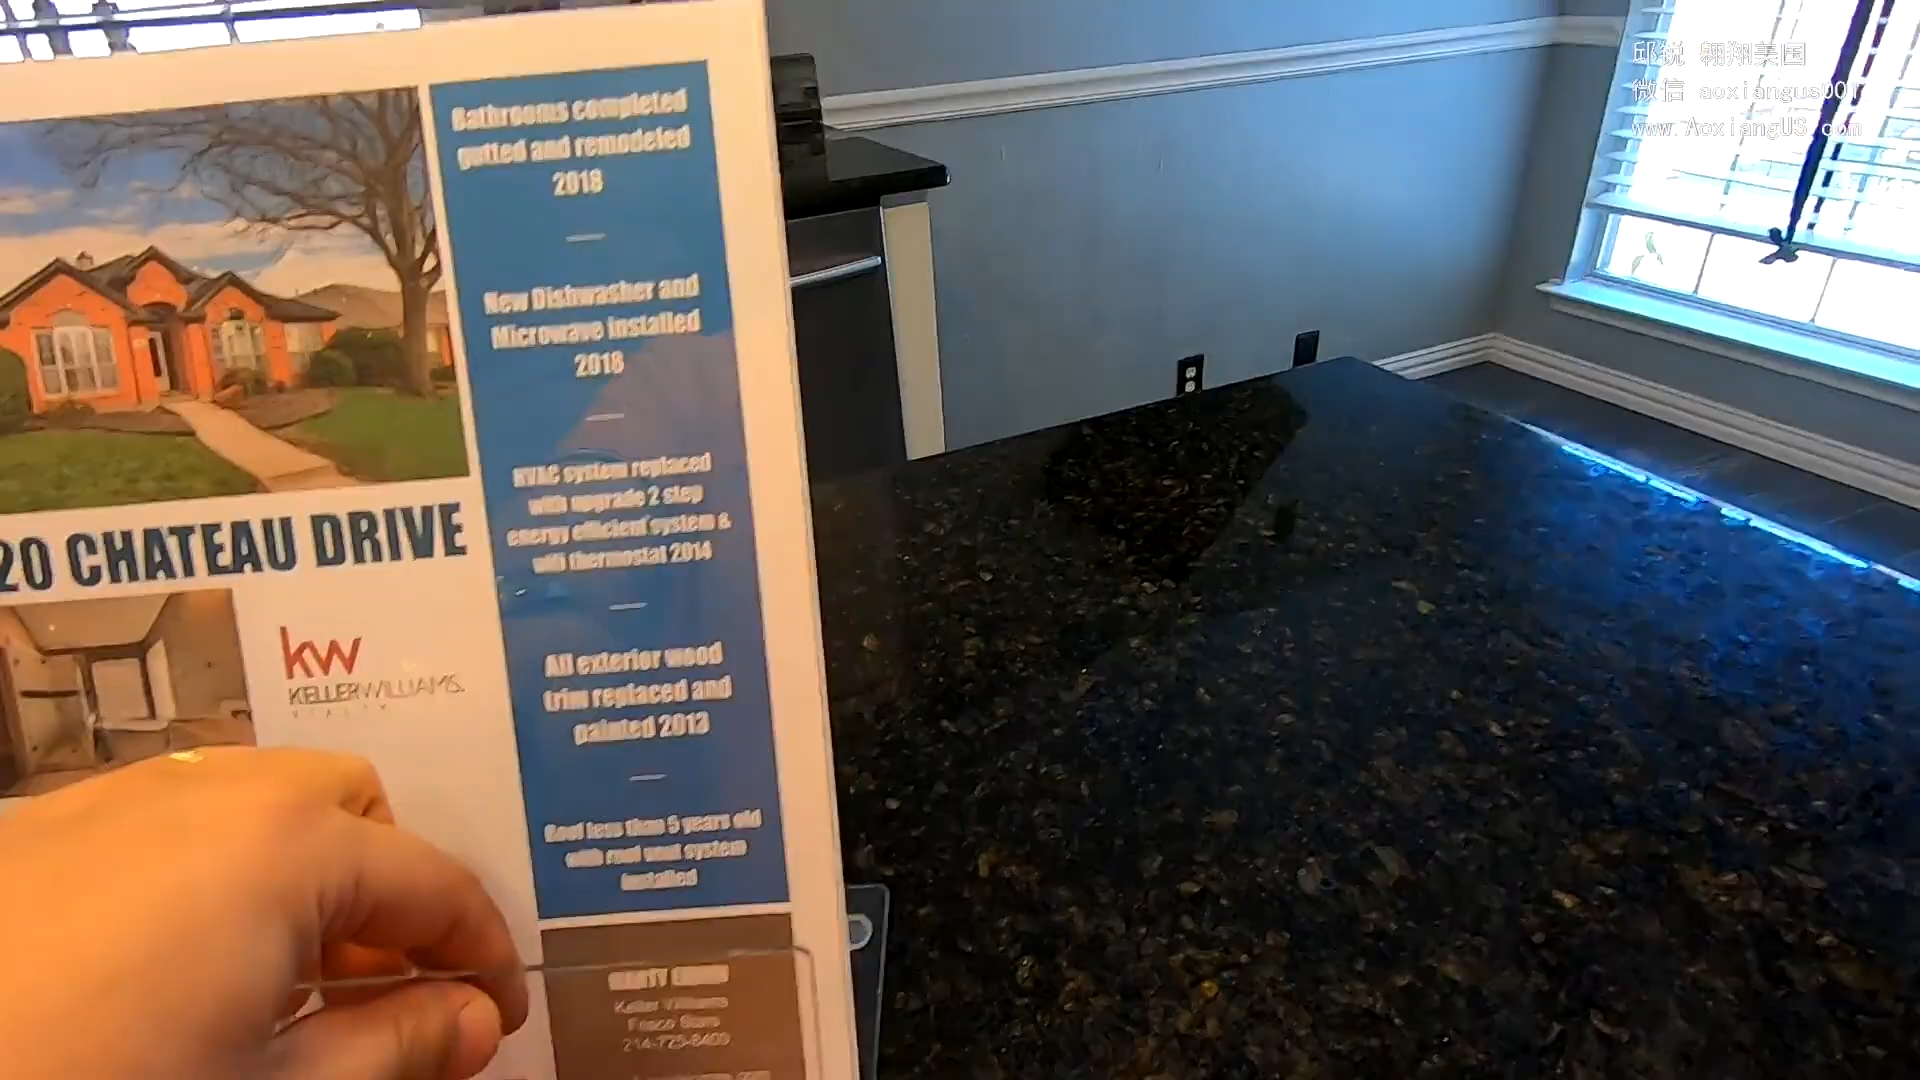 邱锐 翱翔美国
微信 aoxiangus001
www.AoxiangUS.com
Bathrooms completed
gutted and remodeled
2018
New Dishwasher and
Microwave installed
2018
HVAC system replaced
with upgrade 2 step
energy efficient system &
wifi thermostat 2014
All exterior wood
trim replaced and
painted 2013
Roof less than 5 years old
with roof vent system
installed
20 CHATEAU DRIVE
kw
KELLERWILLIAMS.
REALTY
Keller Williams
Frisco Stars
214-725-8400